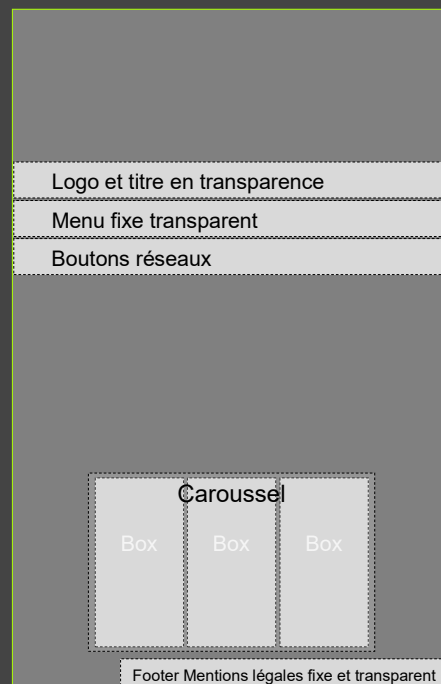 Logo et titre en transparence
Menu fixe transparent
Boutons réseaux
Caroussel
Box Box Box
Footer Mentions légales fixe et transparent